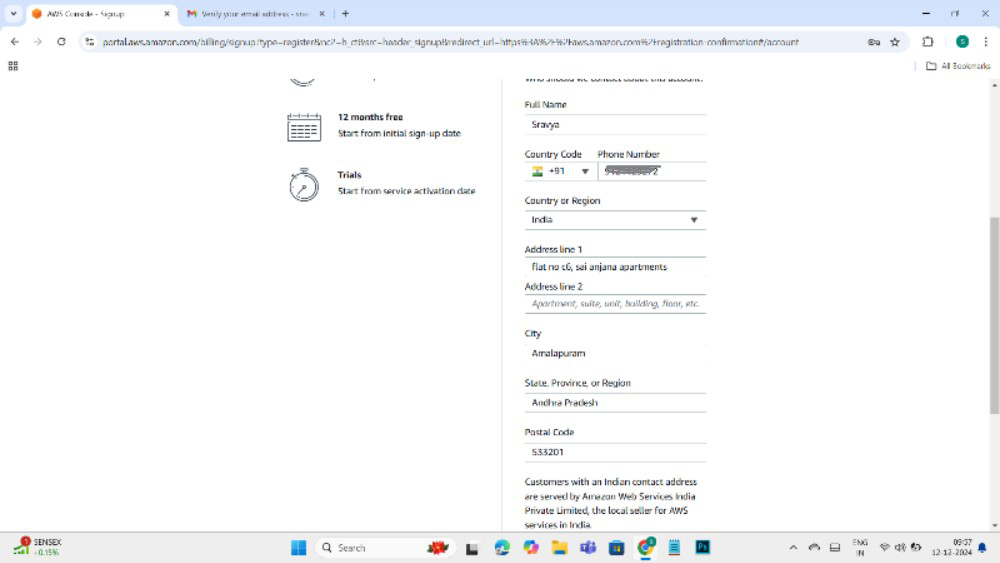 AWS Console - Signup
Verify your email address -
portal.aws.amazon.com/billing/signup?type=register&nc2=h_ct&src=header_signup&redirect_url=https%3A%2F%2Faws.amazon.com%2Fregistration-confirmation#/account
S
All Bookmarks
Who should we contact about this account?
12 months free
Start from initial sign-up date
Trials
Start from service activation date
Full Name
Sravya
Country Code Phone Number
+91
Country or Region
India
Address line 1
flat no c6, sai anjana apartments
Address line 2
Apartment, suite, unit, building, floor, etc.
City
Amalapuram
State, Province, or Region
Andhra Pradesh
Postal Code
533201
Customers with an Indian contact address
are served by Amazon Web Services India
Private Limited, the local seller for AWS
services in India.
SENSEX
-0.15%
Search
ENG
IN
09:57
12-12-2024